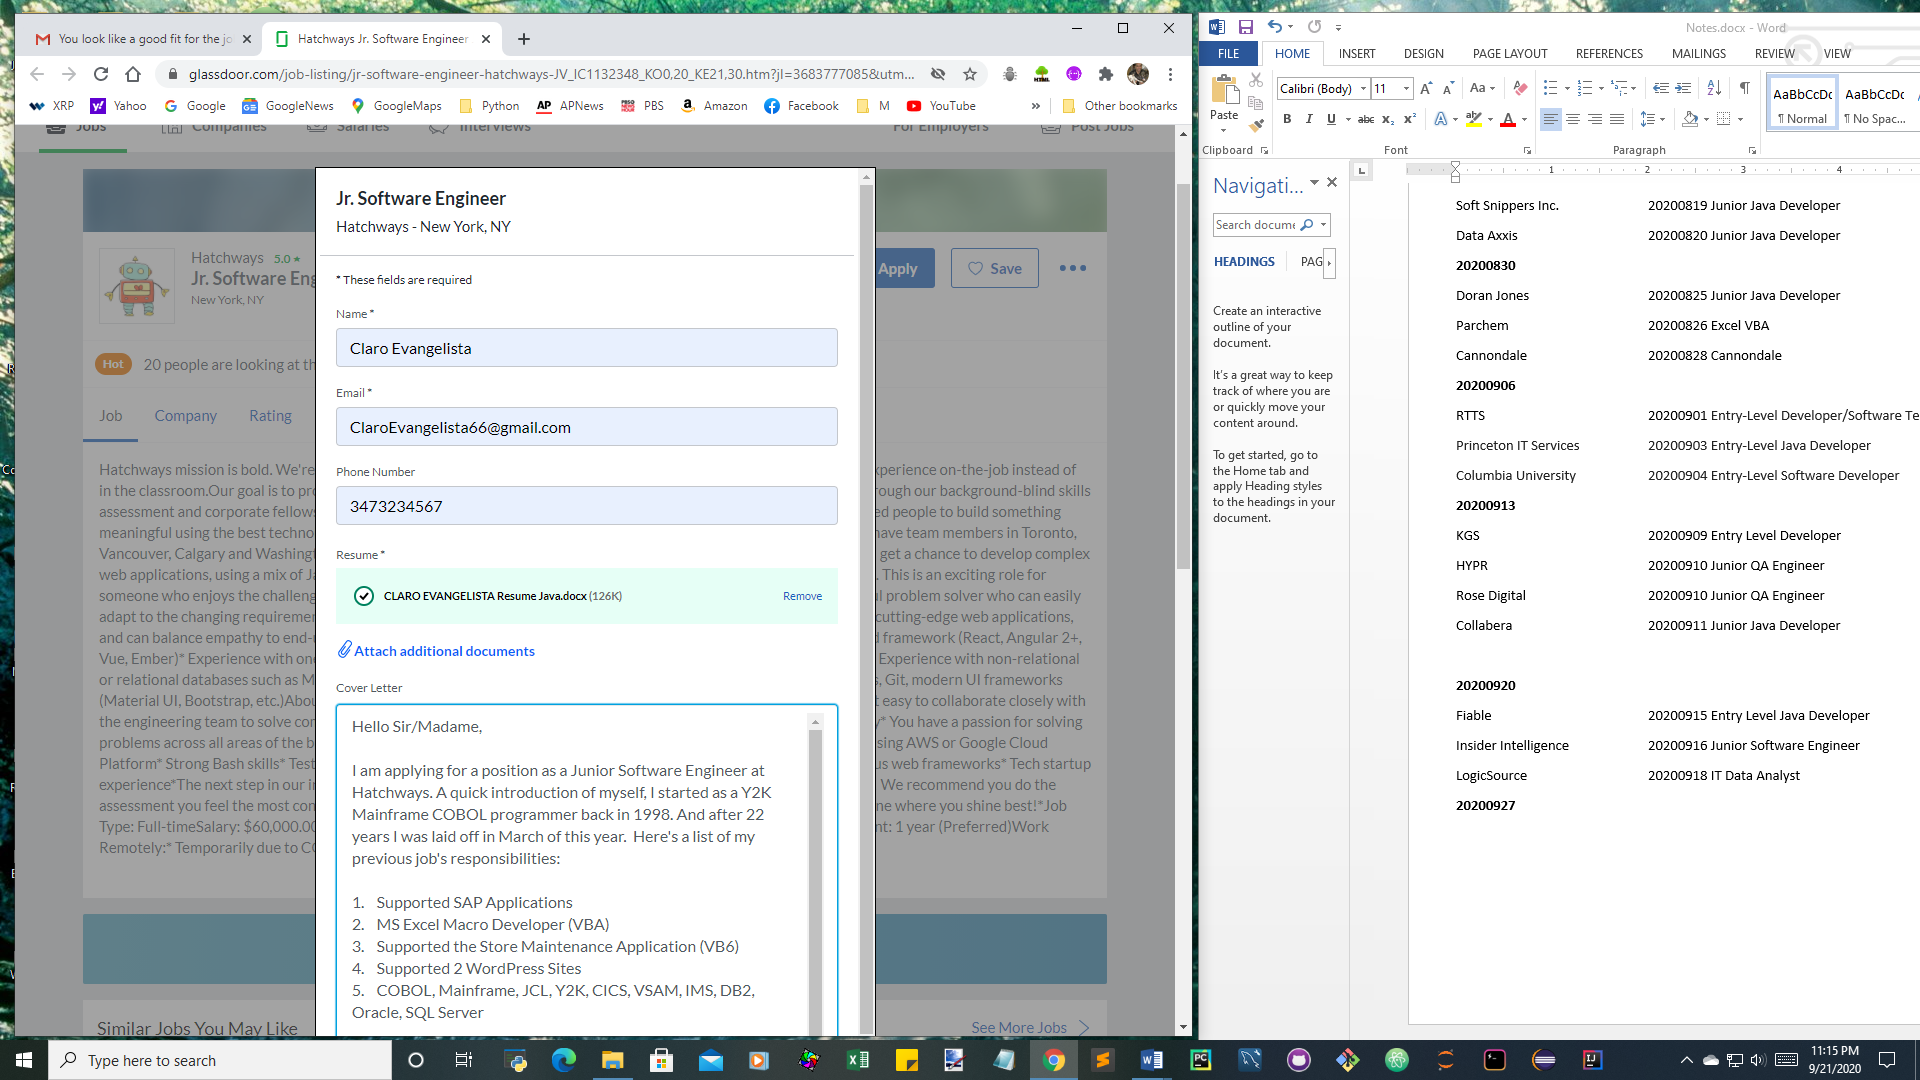 You look like a good fit for the jo
Hatchways Jr. Software Engineer
glassdoor.com/job-listing/jr-software-engineer-hatchways-JV_IC1132348_KO0,20_KE21,30.htm?jl=3683777085&utm...
XRP
Yahoo
Google
GoogleNews
GoogleMaps
Python
APNews
PBS
Amazon
Facebook
M
YouTube
»
Other bookmarks
Jobs
Companies
Salaries
Interviews
For Employers
Post Jobs
Hatchways 5.0 ★
Jr. Software Eng
New York, NY
Apply
Save
Hot
20 people are looking at th
Job
Company
Rating
Hatchways mission is bold. We're
in the classroom.Our goal is to pro
assessment and corporate fellows
meaningful using the best techno
Vancouver, Calgary and Washingt
web applications, using a mix of Ja
someone who enjoys the challeng
adapt to the changing requiremen
and can balance empathy to end-u
Vue, Ember)* Experience with one
or relational databases such as M
(Material UI, Bootstrap, etc.)Abou
the engineering team to solve com
problems across all areas of the b
Platform* Strong Bash skills* Test
experience*The next step in our in
assessment you feel the most con
Type: Full-timeSalary: $60,000.00
Remotely:* Temporarily due to CO
xperience on-the-job instead of
rough our background-blind skills
ed people to build something
have team members in Toronto,
get a chance to develop complex
. This is an exciting role for
l problem solver who can easily
cutting-edge web applications,
d framework (React, Angular 2+,
Experience with non-relational
s, Git, modern UI frameworks
t easy to collaborate closely with
y* You have a passion for solving
sing AWS or Google Cloud
us web frameworks* Tech startup
We recommend you do the
ne where you shine best!*Job
nt: 1 year (Preferred)Work
Similar Jobs You May Like
See More Jobs
Jr. Software Engineer
Hatchways - New York, NY
* These fields are required
Name *
Claro Evangelista
Email *
ClaroEvangelista66@gmail.com
Phone Number
3473234567
Resume *
CLARO EVANGELISTA Resume Java.docx (126K)
Remove
Attach additional documents
Cover Letter
Hello Sir/Madame,
I am applying for a position as a Junior Software Engineer at
Hatchways. A quick introduction of myself, I started as a Y2K
Mainframe COBOL programmer back in 1998. And after 22
years I was laid off in March of this year.  Here's a list of my
previous job's responsibilities:
1. Supported SAP Applications
2. MS Excel Macro Developer (VBA)
3. Supported the Store Maintenance Application (VB6)
4. Supported 2 WordPress Sites
5. COBOL, Mainframe, JCL, Y2K, CICS, VSAM, IMS, DB2,
Oracle, SQL Server
Notes.docx - Word
FILE
HOME
INSERT
DESIGN
PAGE LAYOUT
REFERENCES
MAILINGS
REVIEW
VIEW
Paste
Clipboard
Calibri (Body)
11
Aa
B I U abc x₂ x²
Font
Paragraph
AaBbCcDc
¶ Normal
AaBbCcDc
¶ No Spac...
Navigati...
Search docume
HEADINGS
PAG
Create an interactive
outline of your
document.
It's a great way to keep
track of where you are
or quickly move your
content around.
To get started, go to
the Home tab and
apply Heading styles
to the headings in your
document.
1 2 3 4
Soft Snippers Inc. 20200819 Junior Java Developer
Data Axxis 20200820 Junior Java Developer
20200830
Doran Jones 20200825 Junior Java Developer
Parchem 20200826 Excel VBA
Cannondale 20200828 Cannondale
20200906
RTTS 20200901 Entry-Level Developer/Software Te
Princeton IT Services 20200903 Entry-Level Java Developer
Columbia University 20200904 Entry-Level Software Developer
20200913
KGS 20200909 Entry Level Developer
HYPR 20200910 Junior QA Engineer
Rose Digital 20200910 Junior QA Engineer
Collabera 20200911 Junior Java Developer
20200920
Fiable 20200915 Entry Level Java Developer
Insider Intelligence 20200916 Junior Software Engineer
LogicSource 20200918 IT Data Analyst
20200927
Type here to search
11:15 PM
9/21/2020